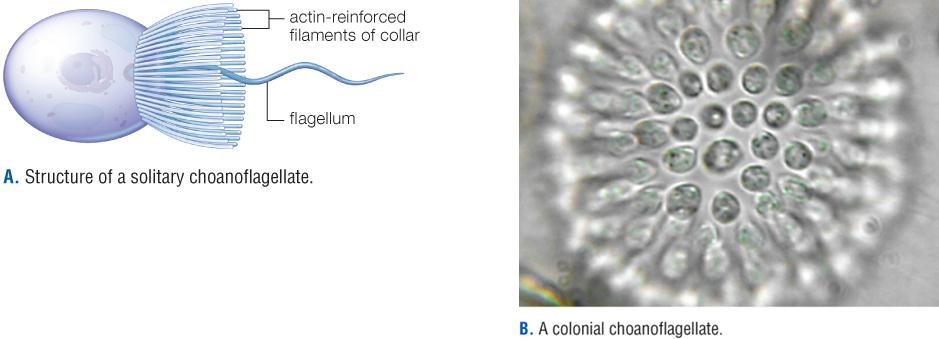 actin-reinforced
filaments of collar
flagellum
A. Structure of a solitary choanoflagellate.
B. A colonial choanoflagellate.